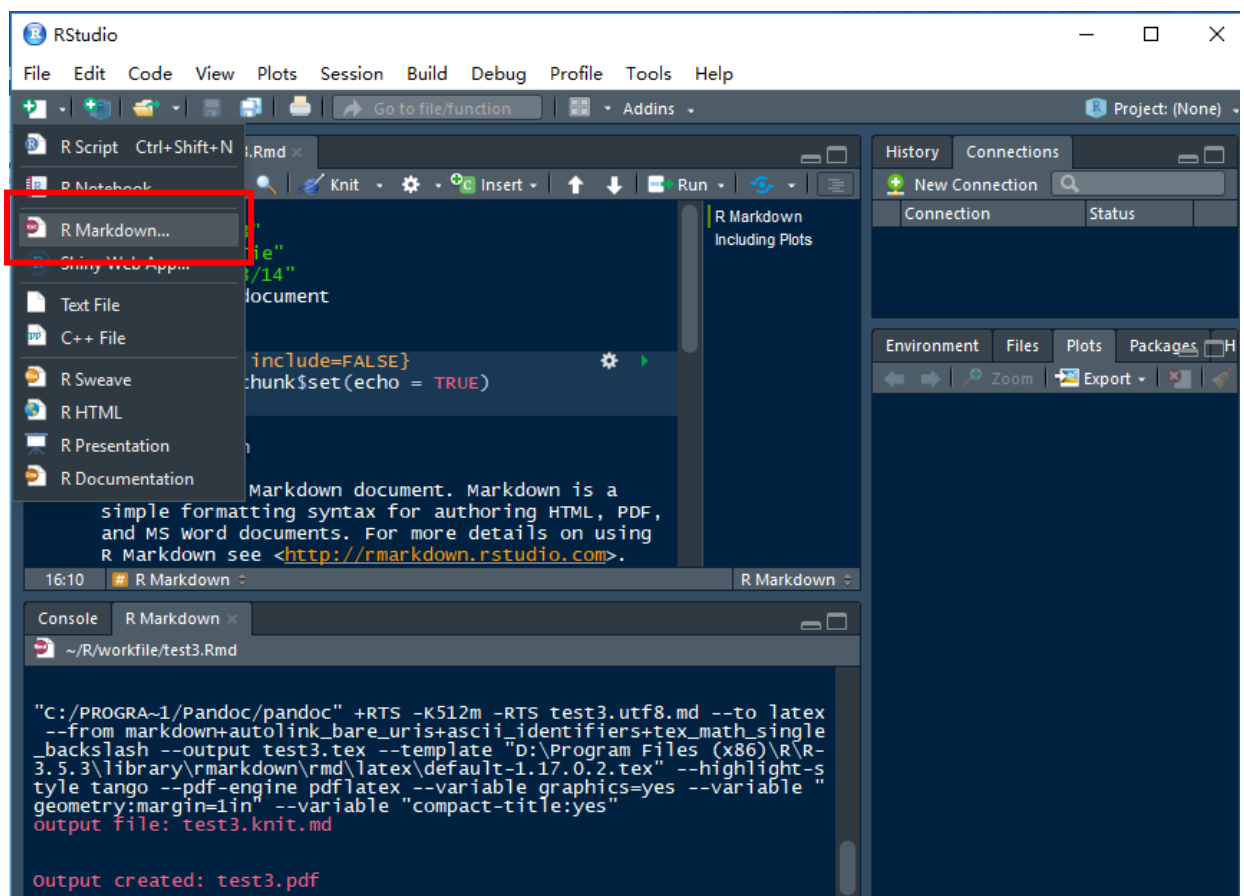 RStudio
File Edit Code View Plots Session Build Debug Profile Tools Help
Go to file/function Addins Project: (None)
R Script Ctrl+Shift+N
R Notebook
R Markdown...
Shiny Web App...
Text File
C++ File
R Sweave
R HTML
R Presentation
R Documentation
.Rmd
Knit Insert Run
ie"
/14"
document
include=FALSE}
hunk$set(echo = TRUE)
Markdown document. Markdown is a
simple formatting syntax for authoring HTML, PDF,
and MS Word documents. For more details on using
R Markdown see <http://rmarkdown.rstudio.com>.
R Markdown
Including Plots
16:10 # R Markdown R Markdown
Console R Markdown
~/R/workfile/test3.Rmd
"C:/PROGRA~1/Pandoc/pandoc" +RTS -K512m -RTS test3.utf8.md --to latex
--from markdown+autolink_bare_uris+ascii_identifiers+tex_math_single
_backslash --output test3.tex --template "D:\Program Files (x86)\R\R-
3.5.3\library\rmarkdown\rmd\latex\default-1.17.0.2.tex" --highlight-s
tyle tango --pdf-engine pdflatex --variable graphics=yes --variable "
geometry:margin=1in" --variable "compact-title:yes"
output file: test3.knit.md
Output created: test3.pdf
History Connections
New Connection
Connection Status
Environment Files Plots Packages H
Zoom Export